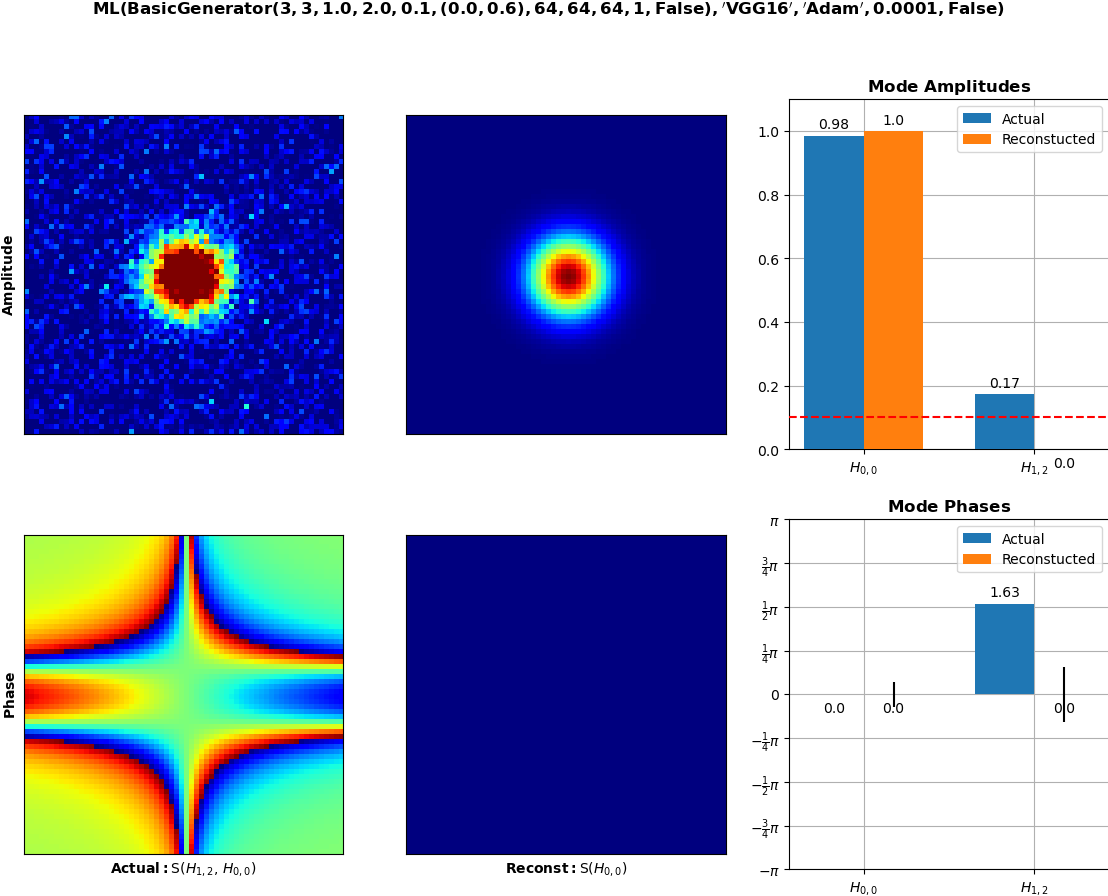 ML(BasicGenerator(3, 3, 1.0, 2.0, 0.1, (0.0, 0.6), 64, 64, 64, 1, False), ′VGG16′, ′Adam′, 0.0001, False)
Amplitude
Mode Amplitudes
Actual
Reconstucted
0.98
1.0
0.17
0.0
1.0
0.8
0.6
0.4
0.2
0.0
H₀,₀
H₁,₂
Phase
Actual: S(H₁,₂, H₀,₀)
Reconst: S(H₀,₀)
Mode Phases
Actual
Reconstucted
0.0
0.0
1.63
0.0
π
3/4π
1/2π
1/4π
0
−1/4π
−1/2π
−3/4π
−π
H₀,₀
H₁,₂